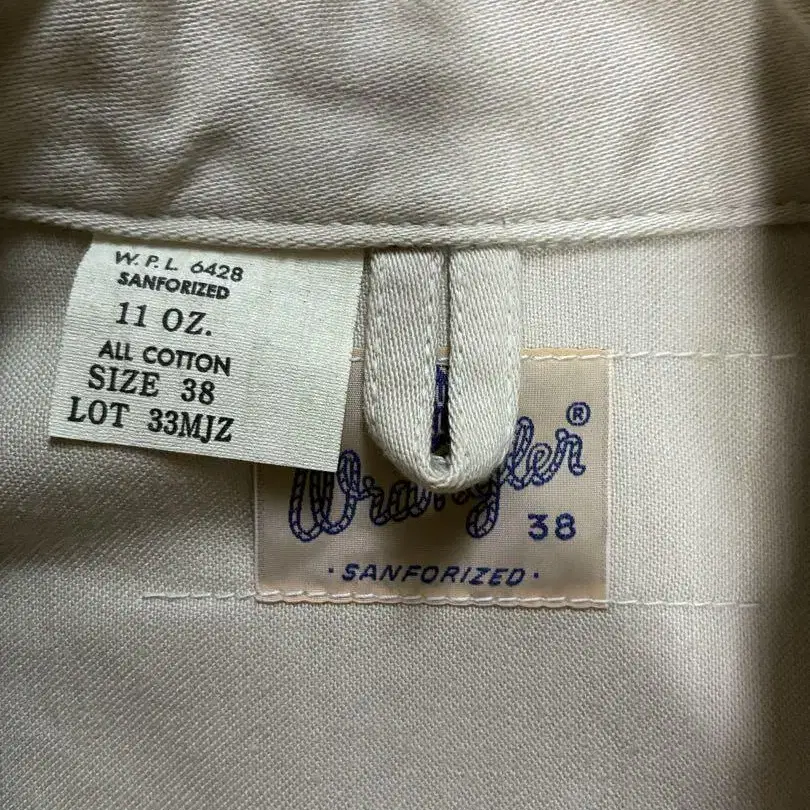 W. P. L. 6428
SANFORIZED
11 OZ.
ALL COTTON
SIZE 38
LOT 33MJZ
Wrangler®
38
· SANFORIZED ·